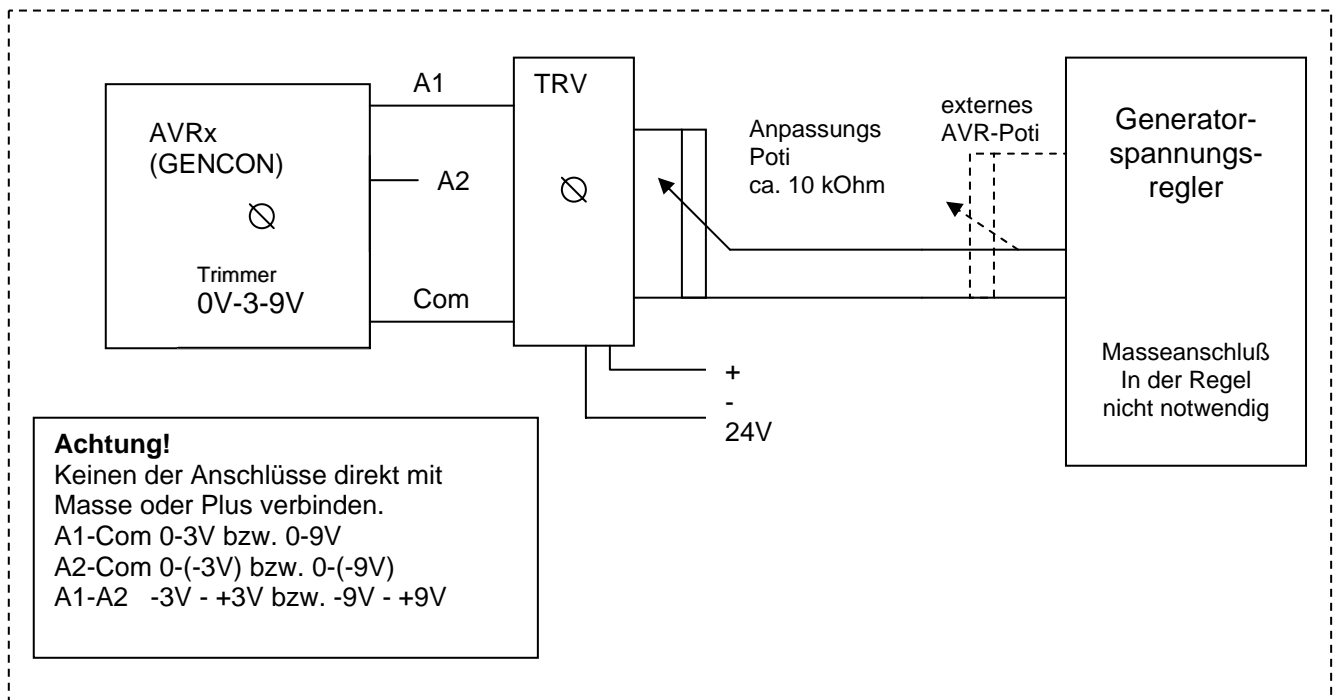 A1
TRV
AVRx
(GENCON)
A2
Trimmer
0V-3-9V
Com
Anpassungs
Poti
ca. 10 kOhm
externes
AVR-Poti
Generator-
spannungs-
regler
Masseanschluß
In der Regel
nicht notwendig
+
-
24V
Achtung!
Keinen der Anschlüsse direkt mit
Masse oder Plus verbinden.
A1-Com 0-3V bzw. 0-9V
A2-Com 0-(-3V) bzw. 0-(-9V)
A1-A2 -3V - +3V bzw. -9V - +9V